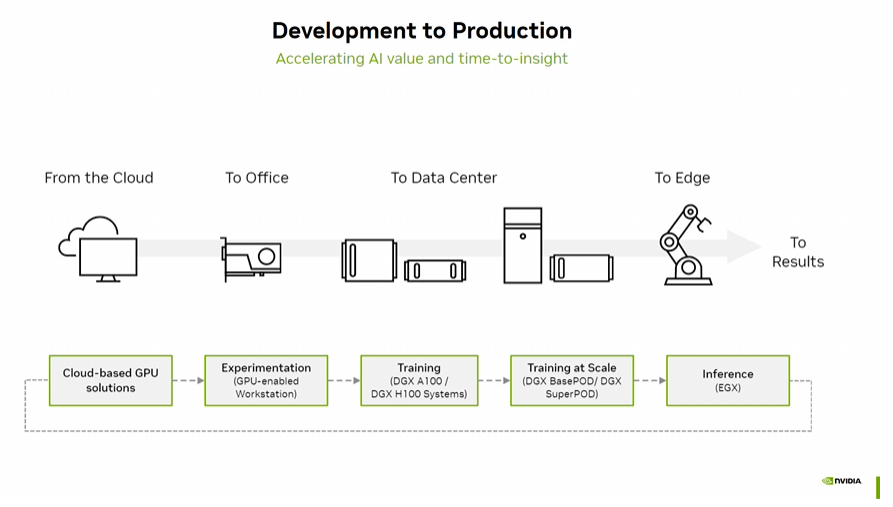 Development to Production
Accelerating AI value and time-to-insight
From the Cloud
To Office
To Data Center
To Edge
To
Results
Cloud-based GPU
solutions
Experimentation
(GPU-enabled
Workstation)
Training
(DGX A100 /
DGX H100 Systems)
Training at Scale
(DGX BasePOD/ DGX
SuperPOD)
Inference
(EGX)
NVIDIA